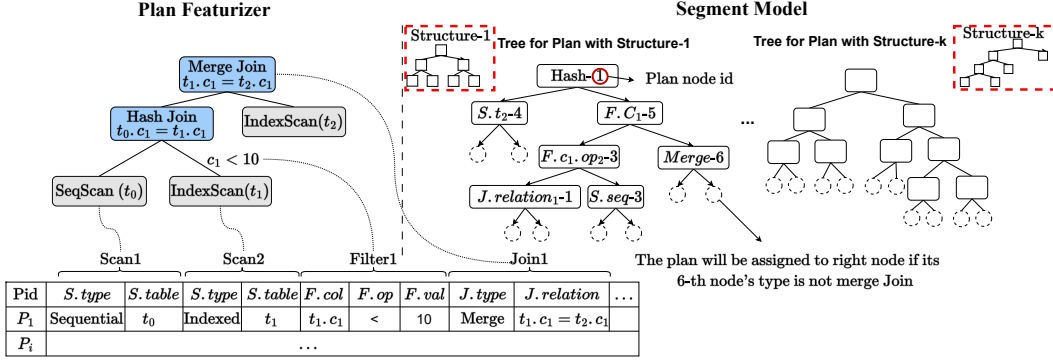 Plan Featurizer
Segment Model
Merge Join
t₁.c₁ = t₂.c₁
Hash Join
t₀.c₁ = t₁.c₁
IndexScan(t₂)
c₁ < 10
SeqScan (t₀)
IndexScan(t₁)
Structure-1
Tree for Plan with Structure-1
Hash-1
Plan node id
S.t₂-4
F.C₁-5
F.c₁.op₂-3
Merge-6
J.relation₁-1
S.seq-3
...
Tree for Plan with Structure-k
Structure-k
The plan will be assigned to right node if its
6-th node's type is not merge Join
Scan1 Scan2 Filter1 Join1
Pid S.type S.table S.type S.table F.col F.op F.val J.type J.relation ...
P₁ Sequential t₀ Indexed t₁ t₁.c₁ < 10 Merge t₁.c₁ = t₂.c₁
Pᵢ ...